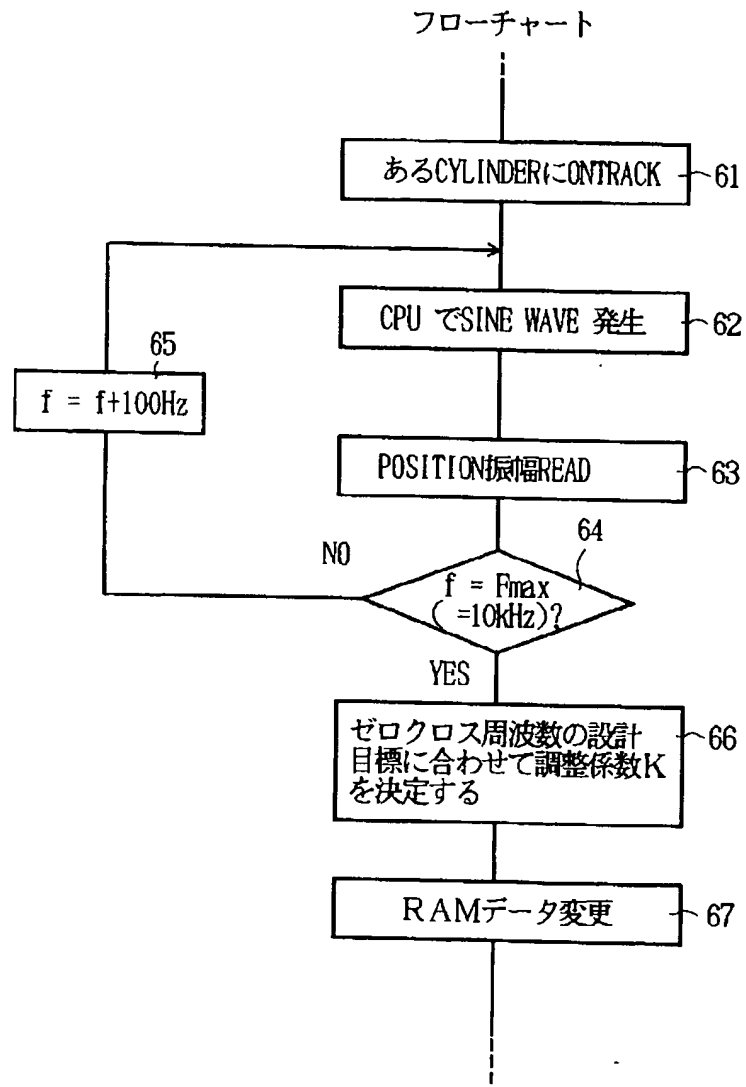 フローチャート
あるCYLINDERにONTRACK
61
CPU でSINE WAVE 発生
62
65
f = f+100Hz
POSITION振幅READ
63
64
NO
f = Fmax
( =10kHz)?
YES
ゼロクロス周波数の設計
目標に合わせて調整係数K
を決定する
66
RAMデータ変更
67